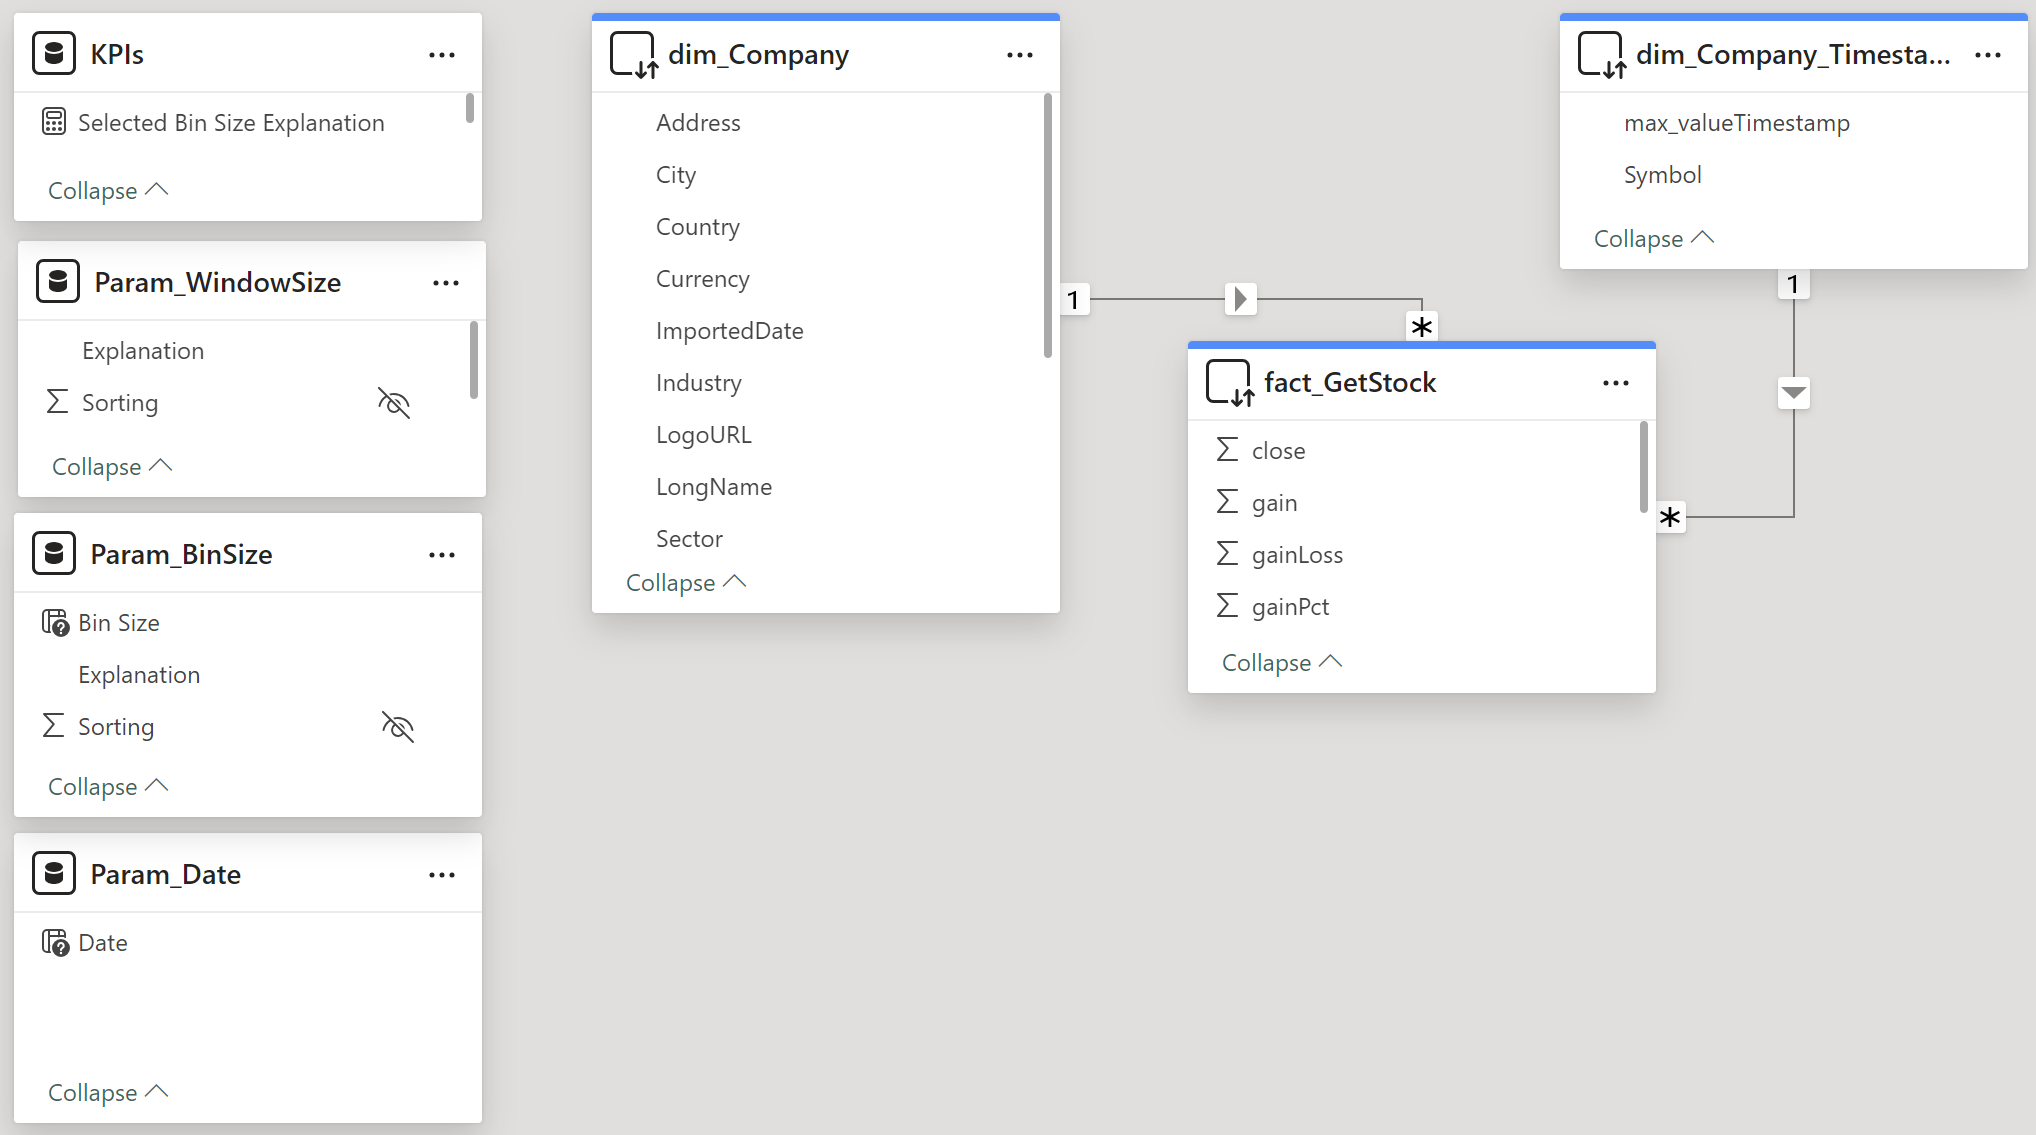 KPIs
Selected Bin Size Explanation
Collapse
Param_WindowSize
Explanation
Sorting
Collapse
Param_BinSize
Bin Size
Explanation
Sorting
Collapse
Param_Date
Date
Collapse
dim_Company
Address
City
Country
Currency
ImportedDate
Industry
LogoURL
LongName
Sector
Collapse
1
*
fact_GetStock
close
gain
gainLoss
gainPct
Collapse
dim_Company_Timesta...
max_valueTimestamp
Symbol
Collapse
1
*